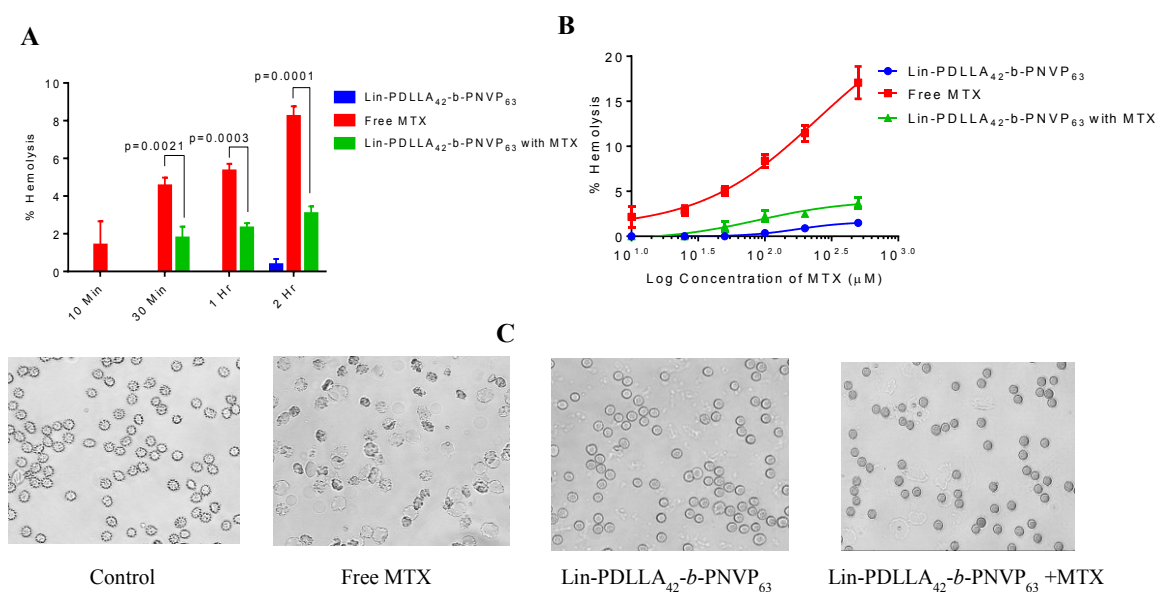 A
10
8
6
4
2
0
% Hemolysis
p=0.0021
p=0.0003
p=0.0001
10 Min
30 Min
1 Hr
2 Hr
Lin-PDLLA₄₂-b-PNVP₆₃
Free MTX
Lin-PDLLA₄₂-b-PNVP₆₃ with MTX
B
20
15
10
5
0
% Hemolysis
10^1.0 10^1.5 10^2.0 10^2.5 10^3.0
Log Concentration of MTX (μM)
Lin-PDLLA₄₂-b-PNVP₆₃
Free MTX
Lin-PDLLA₄₂-b-PNVP₆₃ with MTX
C
Control
Free MTX
Lin-PDLLA₄₂-b-PNVP₆₃
Lin-PDLLA₄₂-b-PNVP₆₃ +MTX